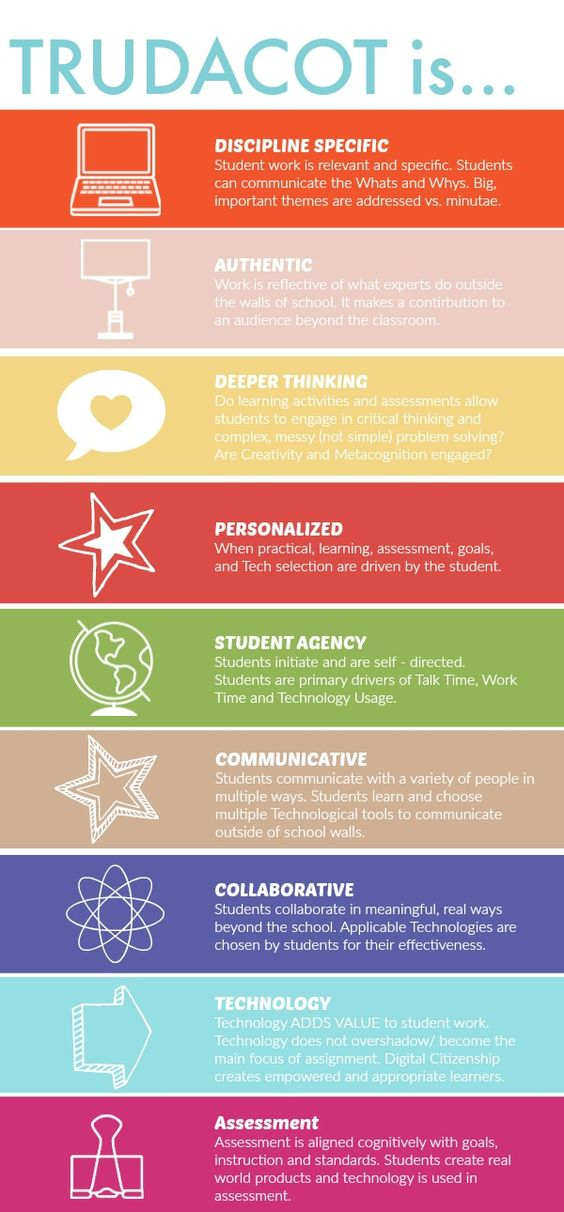 TRUDACOT is...
DISCIPLINE SPECIFIC
Student work is relevant and specific. Students
can communicate the Whats and Whys. Big,
important themes are addressed vs. minutae.
AUTHENTIC
Work is reflective of what experts do outside
the walls of school. It makes a contirbution to
an audience beyond the classroom.
DEEPER THINKING
Do learning activities and assessments allow
students to engage in critical thinking and
complex, messy (not simple) problem solving?
Are Creativity and Metacognition engaged?
PERSONALIZED
When practical, learning, assessment, goals,
and Tech selection are driven by the student.
STUDENT AGENCY
Students initiate and are self - directed.
Students are primary drivers of Talk Time, Work
Time and Technology Usage.
COMMUNICATIVE
Students communicate with a variety of people in
multiple ways. Students learn and choose
multiple Technological tools to communicate
outside of school walls.
COLLABORATIVE
Students collaborate in meaningful, real ways
beyond the school. Applicable Technologies are
chosen by students for their effectiveness.
TECHNOLOGY
Technology ADDS VALUE to student work.
Technology does not overshadow/ become the
main focus of assignment. Digital Citizenship
creates empowered and appropriate learners.
Assessment
Assessment is aligned cognitively with goals,
instruction and standards. Students create real
world products and technology is used in
assessment.